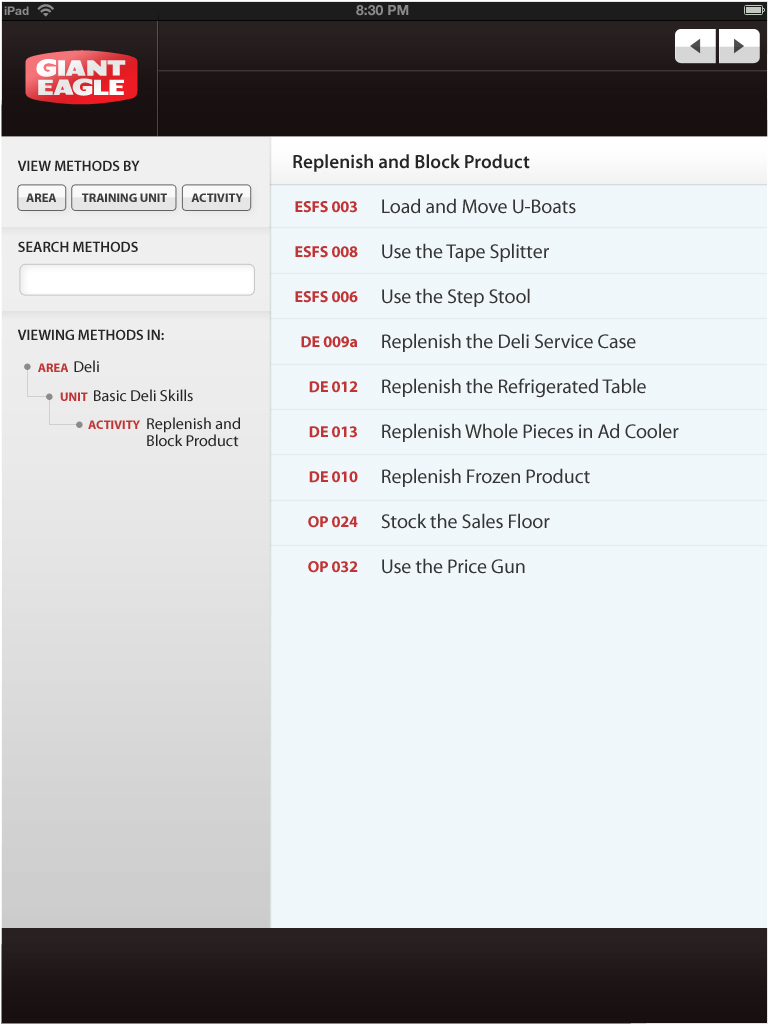 iPad 8:30 PM
GIANT
EAGLE
VIEW METHODS BY
AREA TRAINING UNIT ACTIVITY
SEARCH METHODS
VIEWING METHODS IN:
AREA Deli
UNIT Basic Deli Skills
ACTIVITY Replenish and
Block Product
Replenish and Block Product
ESFS 003 Load and Move U-Boats
ESFS 008 Use the Tape Splitter
ESFS 006 Use the Step Stool
DE 009a Replenish the Deli Service Case
DE 012 Replenish the Refrigerated Table
DE 013 Replenish Whole Pieces in Ad Cooler
DE 010 Replenish Frozen Product
OP 024 Stock the Sales Floor
OP 032 Use the Price Gun